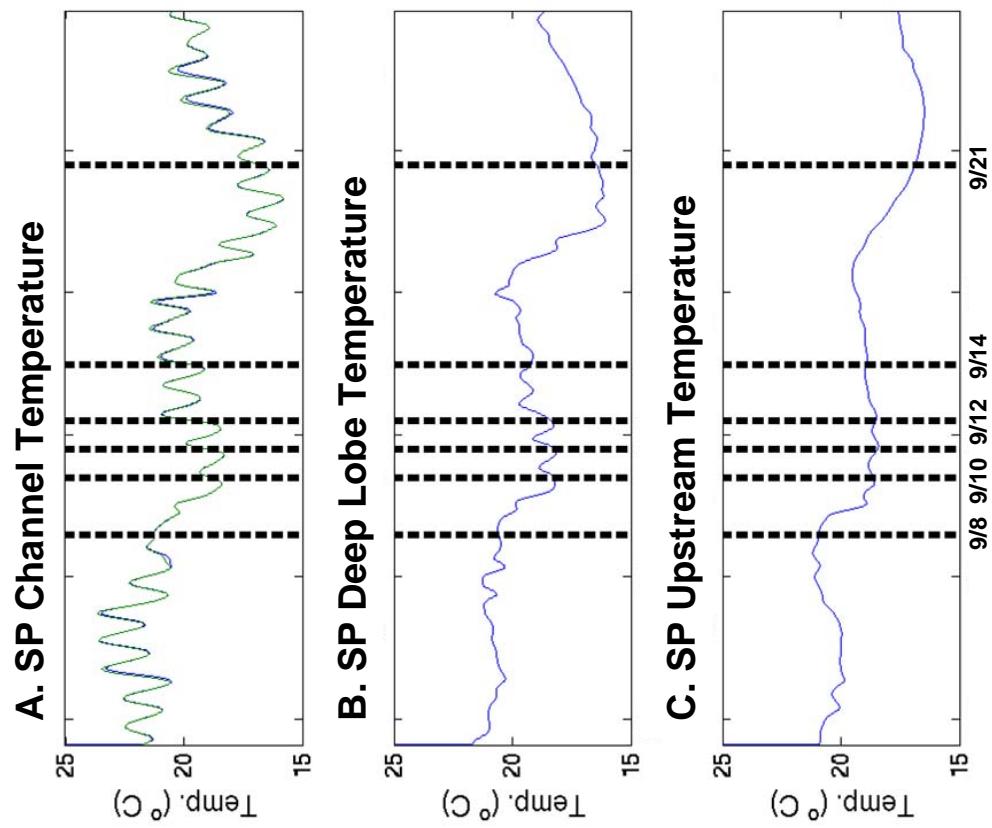 A. SP Channel Temperature
25
20
15
Temp. (°C)
B. SP Deep Lobe Temperature
25
20
15
Temp. (°C)
C. SP Upstream Temperature
25
20
15
Temp. (°C)
9/8
9/10
9/12
9/14
9/21